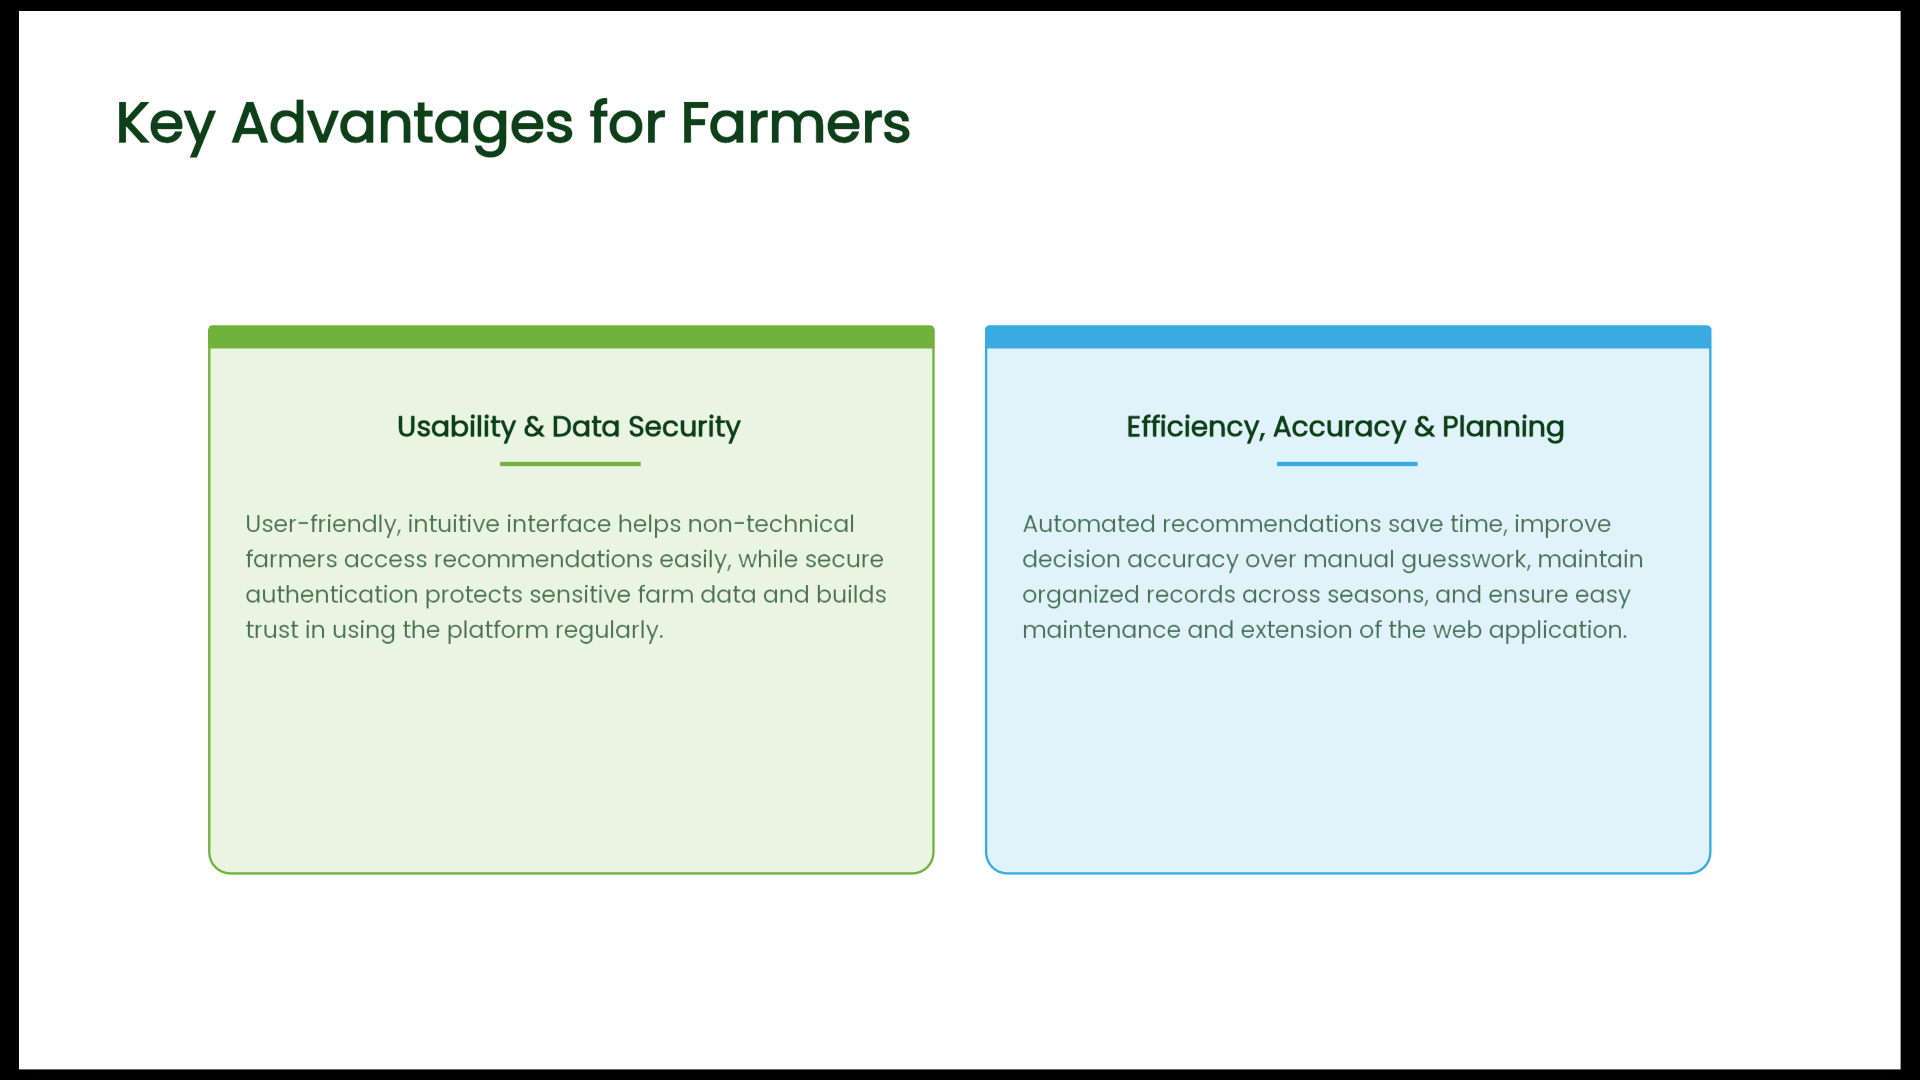 Key Advantages for Farmers
Usability & Data Security
User-friendly, intuitive interface helps non-technical
farmers access recommendations easily, while secure
authentication protects sensitive farm data and builds
trust in using the platform regularly.
Efficiency, Accuracy & Planning
Automated recommendations save time, improve
decision accuracy over manual guesswork, maintain
organized records across seasons, and ensure easy
maintenance and extension of the web application.